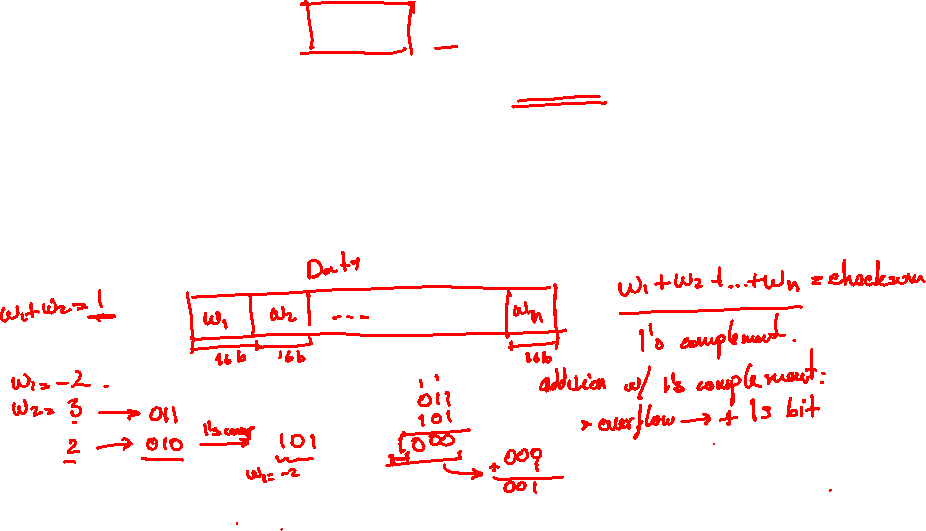 Data
w₁ w₂ --- wn
16b 16b 16b
w₁+w₂=1
w₁+w₂+...+wn = checksum
1's complement.
w₁= -2.
w₂= 3 → 011
2 → 010 1's comp → 101
w₁= -2
11
011
101
1000
+ 009
001
addition w/ 1's complement:
> overflow → + 1s bit